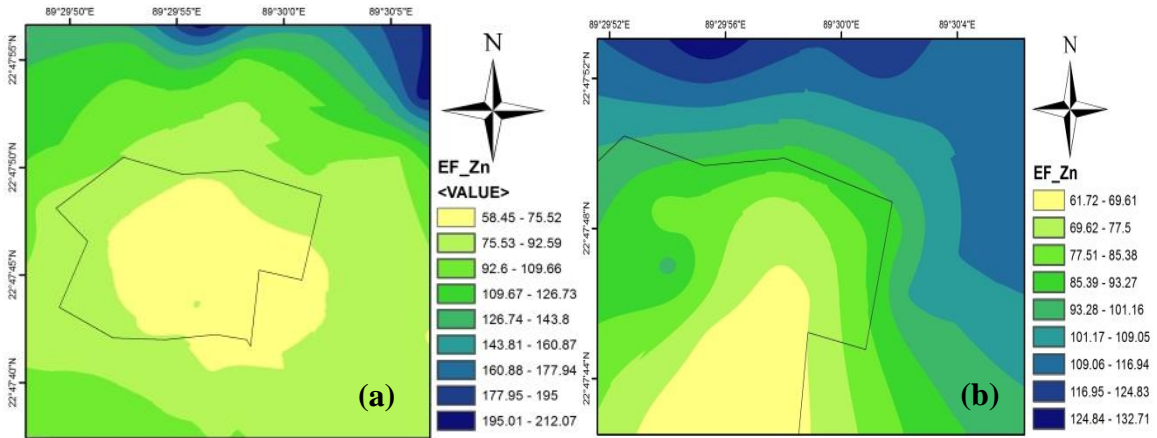 89°29'50"E 89°29'55"E 89°30'0"E 89°30'5"E
22°47'55"N
22°47'50"N
22°47'45"N
22°47'40"N
N
EF_Zn
<VALUE>
58.45 - 75.52
75.53 - 92.59
92.6 - 109.66
109.67 - 126.73
126.74 - 143.8
143.81 - 160.87
160.88 - 177.94
177.95 - 195
195.01 - 212.07
(a)
89°29'52"E 89°29'56"E 89°30'0"E 89°30'4"E
22°47'52"N
22°47'48"N
22°47'44"N
N
EF_Zn
61.72 - 69.61
69.62 - 77.5
77.51 - 85.38
85.39 - 93.27
93.28 - 101.16
101.17 - 109.05
109.06 - 116.94
116.95 - 124.83
124.84 - 132.71
(b)